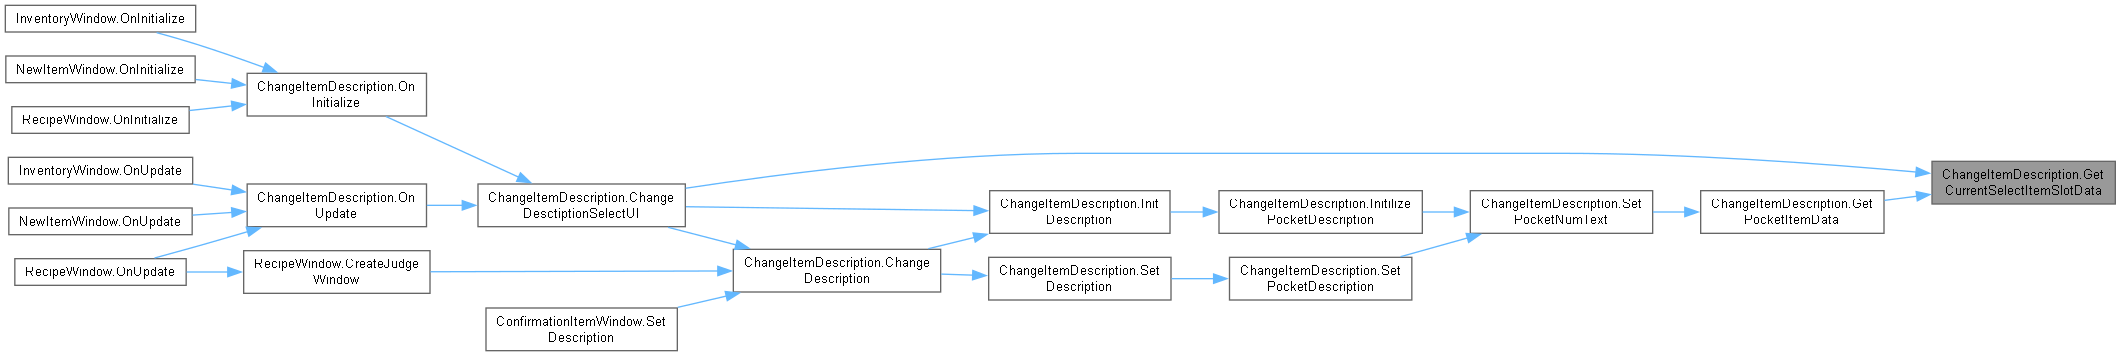 InventoryWindow.OnInitialize
NewItemWindow.OnInitialize
RecipeWindow.OnInitialize
ChangeItemDescription.On
Initialize
InventoryWindow.OnUpdate
NewItemWindow.OnUpdate
RecipeWindow.OnUpdate
ChangeItemDescription.On
Update
RecipeWindow.CreateJudge
Window
ChangeItemDescription.Change
DesctiptionSelectUI
ConfirmationItemWindow.Set
Description
ChangeItemDescription.Change
Description
ChangeItemDescription.Init
Description
ChangeItemDescription.Set
Description
ChangeItemDescription.Initilize
PocketDescription
ChangeItemDescription.Set
PocketDescription
ChangeItemDescription.Set
PocketNumText
ChangeItemDescription.Get
PocketItemData
ChangeItemDescription.Get
CurrentSelectItemSlotData